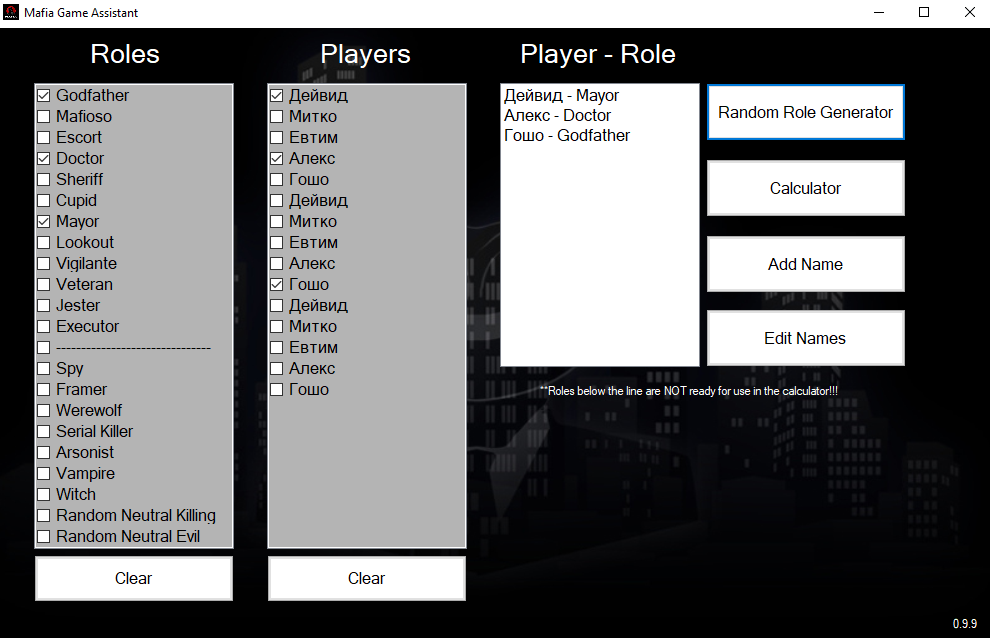 Mafia Game Assistant
Roles
Godfather
Mafioso
Escort
Doctor
Sheriff
Cupid
Mayor
Lookout
Vigilante
Veteran
Jester
Executor
-------------------------------
Spy
Framer
Werewolf
Serial Killer
Arsonist
Vampire
Witch
Random Neutral Killing
Random Neutral Evil
Clear
Players
Дейвид
Митко
Евтим
Алекс
Гошо
Дейвид
Митко
Евтим
Алекс
Гошо
Дейвид
Митко
Евтим
Алекс
Гошо
Clear
Player - Role
Дейвид - Mayor
Алекс - Doctor
Гошо - Godfather
Random Role Generator
Calculator
Add Name
Edit Names
**Roles below the line are NOT ready for use in the calculator!!!
0.9.9